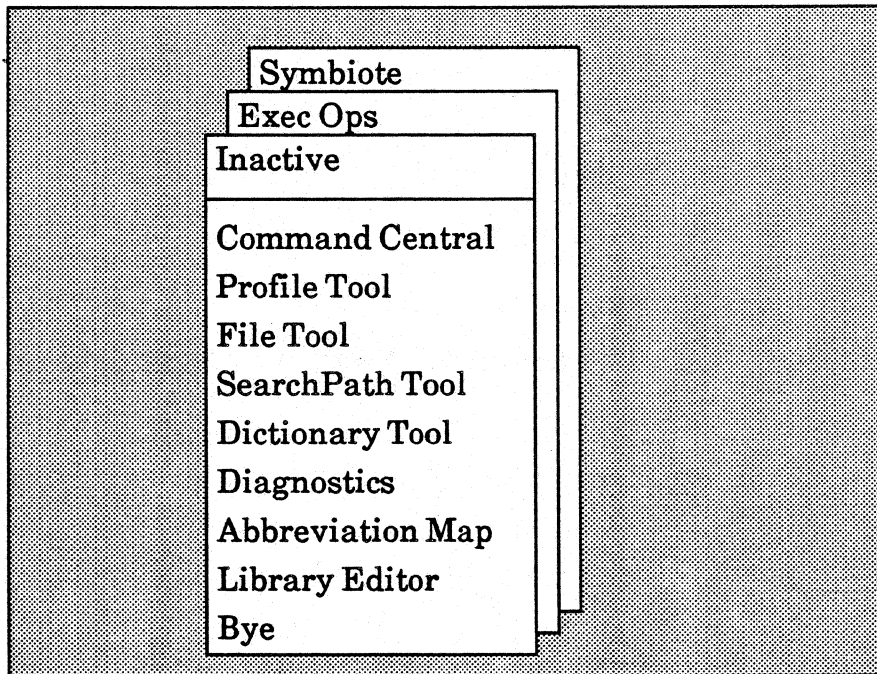 Symbiote
Exec Ops
Inactive
Command Central
Profile Tool
File Tool
SearchPath Tool
Dictionary Tool
Diagnostics
Abbreviation Map
Library Editor
Bye